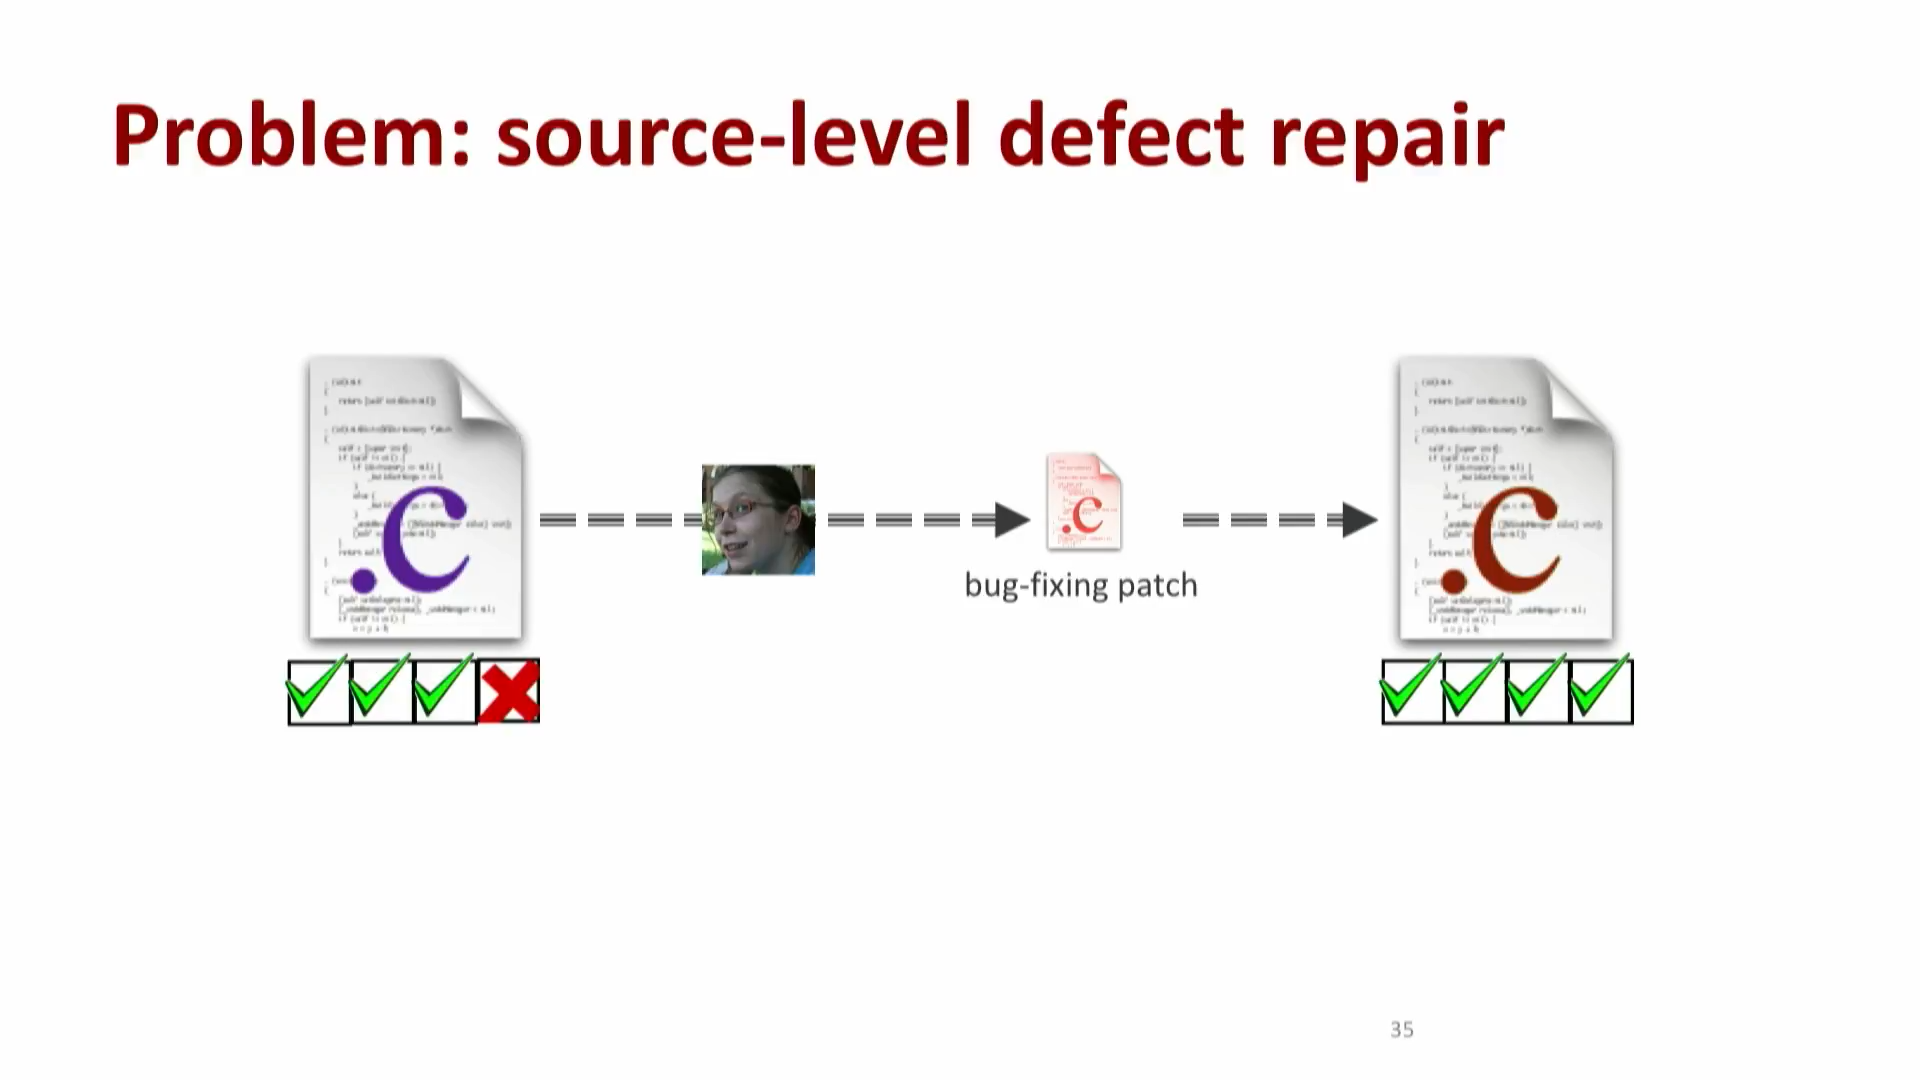 Problem: source-level defect repair
.c
.c
.c
bug-fixing patch
35